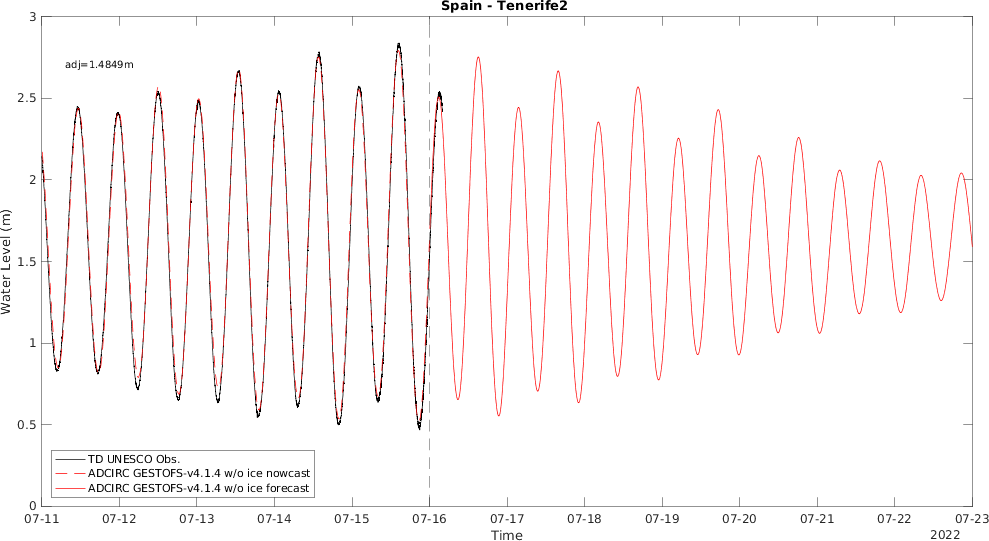 Spain - Tenerife2
adj=1.4849m
Water Level (m)
3
2.5
2
1.5
1
0.5
0
TD UNESCO Obs.
ADCIRC GESTOFS-v4.1.4 w/o ice nowcast
ADCIRC GESTOFS-v4.1.4 w/o ice forecast
07-11 07-12 07-13 07-14 07-15 07-16 07-17 07-18 07-19 07-20 07-21 07-22 07-23
Time
2022